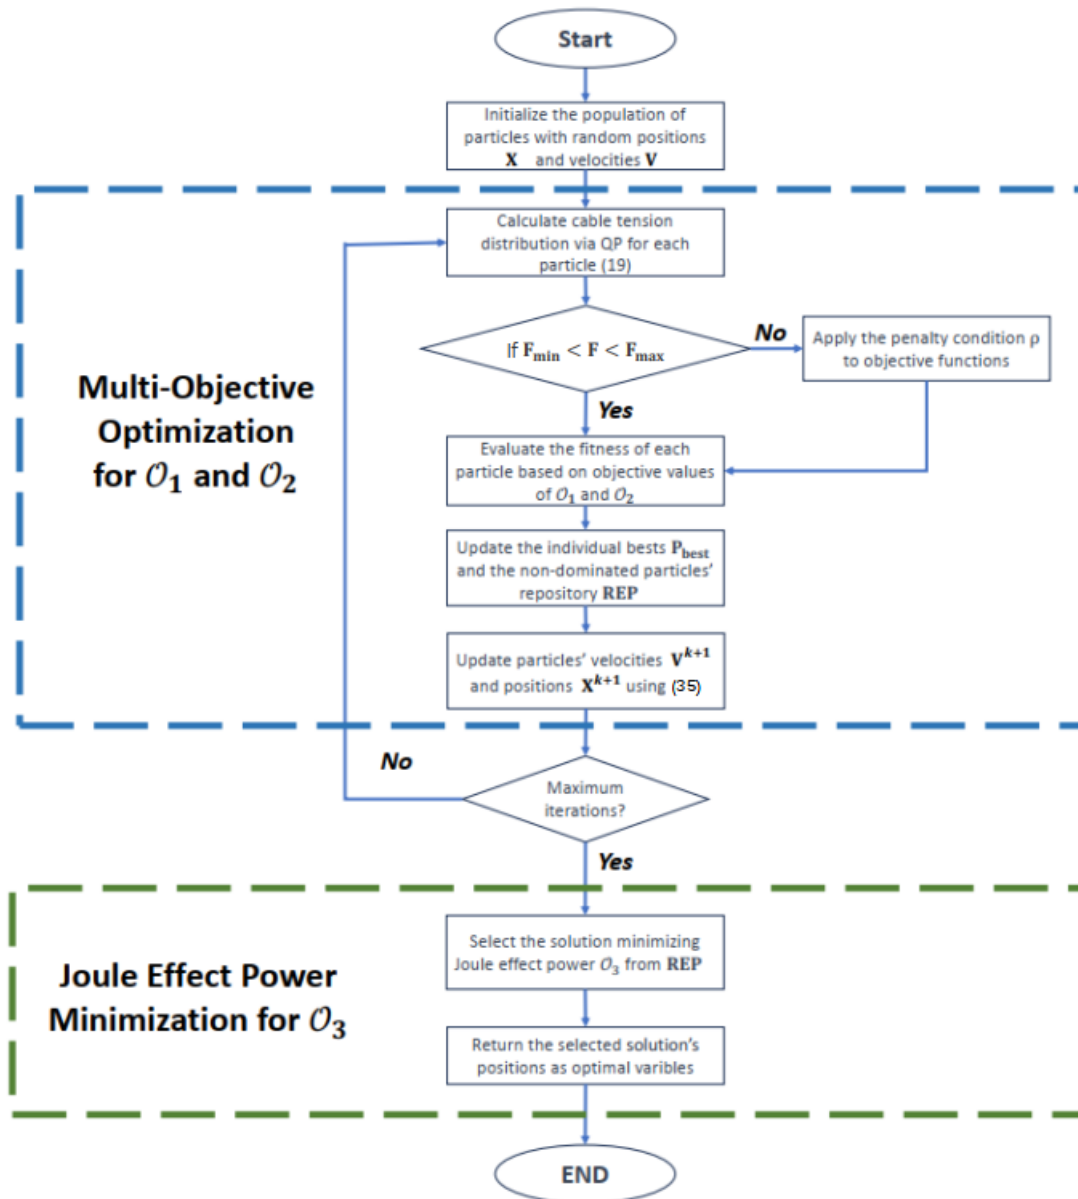 Start
Initialize the population of
particles with random positions
X and velocities V
Calculate cable tension
distribution via QP for each
particle (19)
If F_min < F < F_max
No
Apply the penalty condition ρ
to objective functions
Yes
Evaluate the fitness of each
particle based on objective values
of 𝒪₁ and 𝒪₂
Multi-Objective
Optimization
for 𝒪₁ and 𝒪₂
Update the individual bests P_best
and the non-dominated particles'
repository REP
Update particles' velocities V^{k+1}
and positions X^{k+1} using (35)
No
Maximum
iterations?
Yes
Joule Effect Power
Minimization for 𝒪₃
Select the solution minimizing
Joule effect power 𝒪₃ from REP
Return the selected solution's
positions as optimal varibles
END